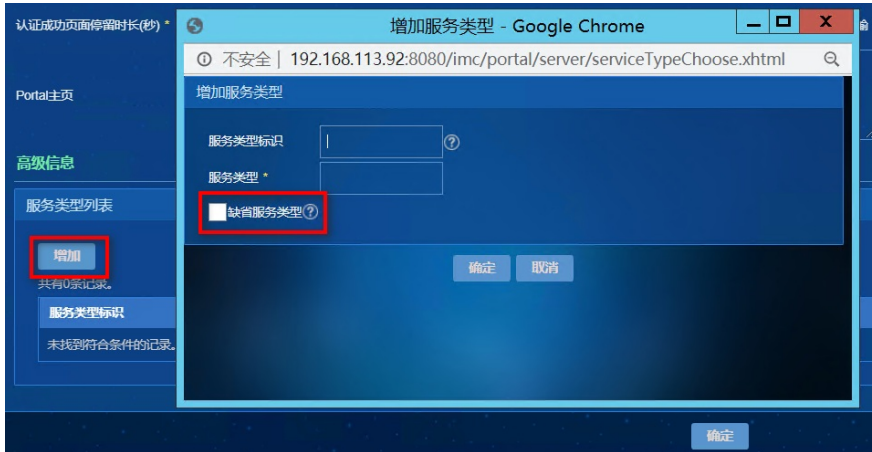 认证成功页面停留时长(秒) *
增加服务类型 - Google Chrome
不安全 | 192.168.113.92:8080/imc/portal/server/serviceTypeChoose.xhtml
Portal主页
增加服务类型
服务类型标识
服务类型 *
缺省服务类型
确定 取消
高级信息
服务类型列表
增加
共有0条记录。
服务类型标识
未找到符合条件的记录。
确定